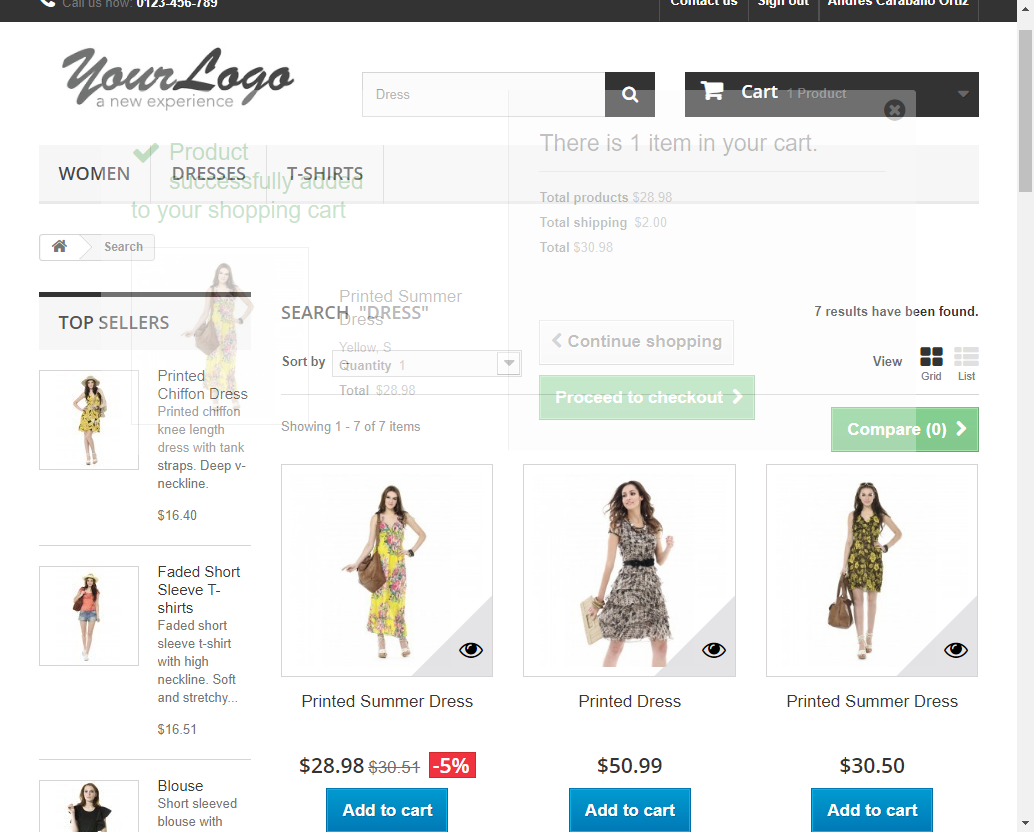 Call us now: 0123-456-789
Contact us
Sign out
Andres Caraballo Ortiz
YourLogo
a new experience
Dress
Cart 1 Product
Product
successfully added
to your shopping cart
There is 1 item in your cart.
Total products $28.98
Total shipping $2.00
Total $30.98
WOMEN
DRESSES
T-SHIRTS
Search
Printed Summer
Dress
Yellow, S
Quantity 1
Total $28.98
Continue shopping
Proceed to checkout
TOP SELLERS
Printed
Chiffon Dress
Printed chiffon
knee length
dress with tank
straps. Deep v-
neckline.
$16.40
Faded Short
Sleeve T-
shirts
Faded short
sleeve t-shirt
with high
neckline. Soft
and stretchy...
$16.51
Blouse
Short sleeved
blouse with
SEARCH "DRESS"
7 results have been found.
Sort by
View
Grid
List
Showing 1 - 7 of 7 items
Compare (0)
Printed Summer Dress
$28.98 $30.51 -5%
Add to cart
Printed Dress
$50.99
Add to cart
Printed Summer Dress
$30.50
Add to cart